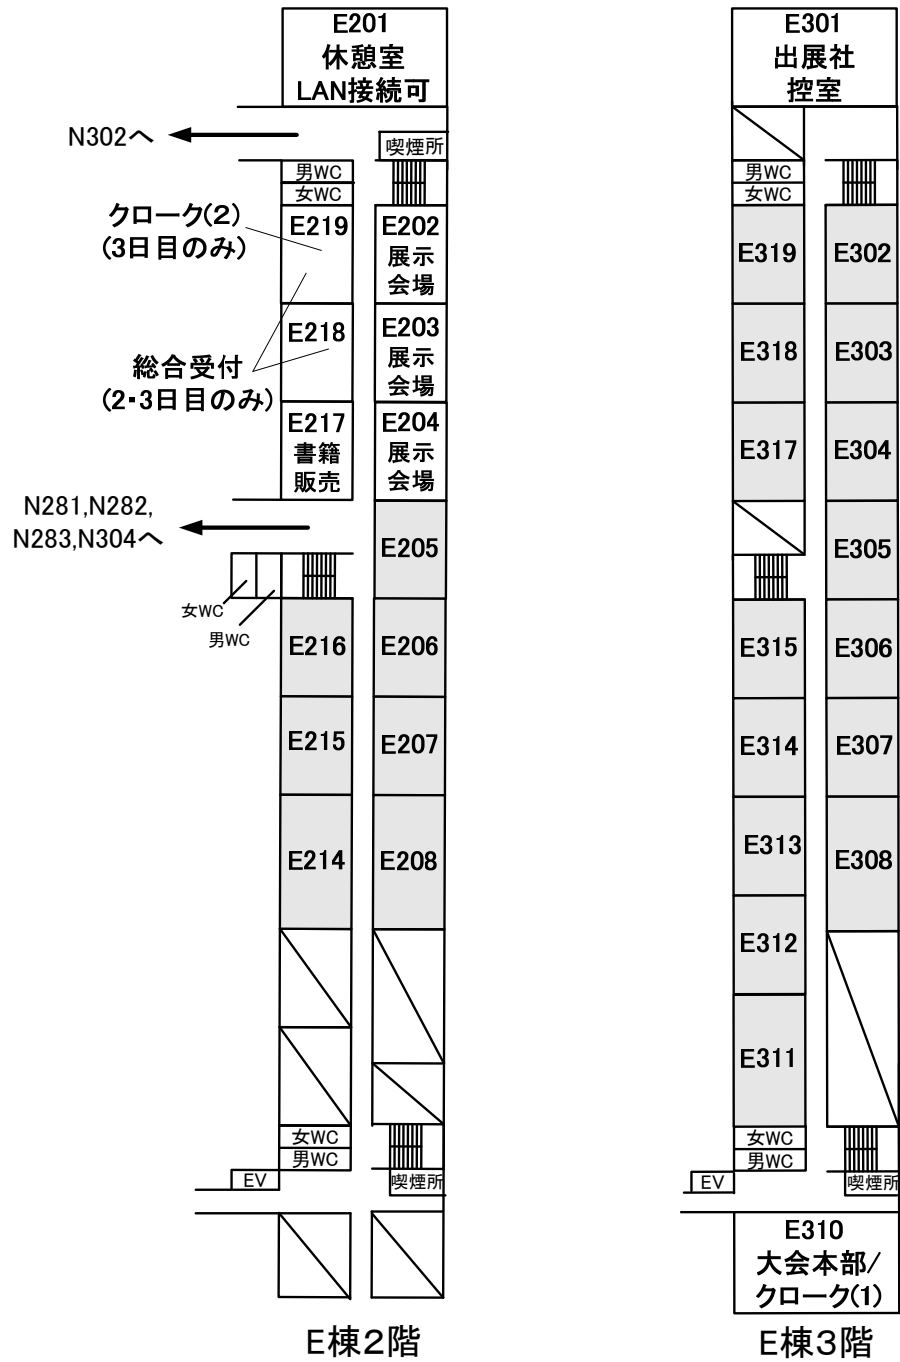 E201
休憩室
LAN接続可
N302へ
喫煙所
男WC
女WC
クローク(2)
(3日目のみ)
E219
E202
展示
会場
総合受付
(2・3日目のみ)
E218
E203
展示
会場
E217
書籍
販売
E204
展示
会場
N281,N282,
N283,N304へ
E205
女WC
男WC
E216
E206
E215
E207
E214
E208
女WC
男WC
EV
喫煙所
E棟2階
E301
出展社
控室
男WC
女WC
E319
E302
E318
E303
E317
E304
E305
E315
E306
E314
E307
E313
E308
E312
E311
女WC
男WC
EV
喫煙所
E310
大会本部/
クローク(1)
E棟3階